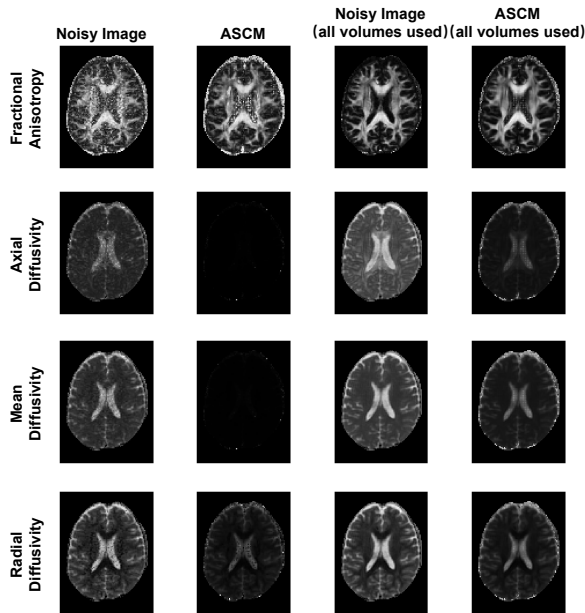 Noisy Image
ASCM
Noisy Image
(all volumes used)
ASCM
(all volumes used)
Fractional
Anisotropy
Axial
Diffusivity
Mean
Diffusivity
Radial
Diffusivity